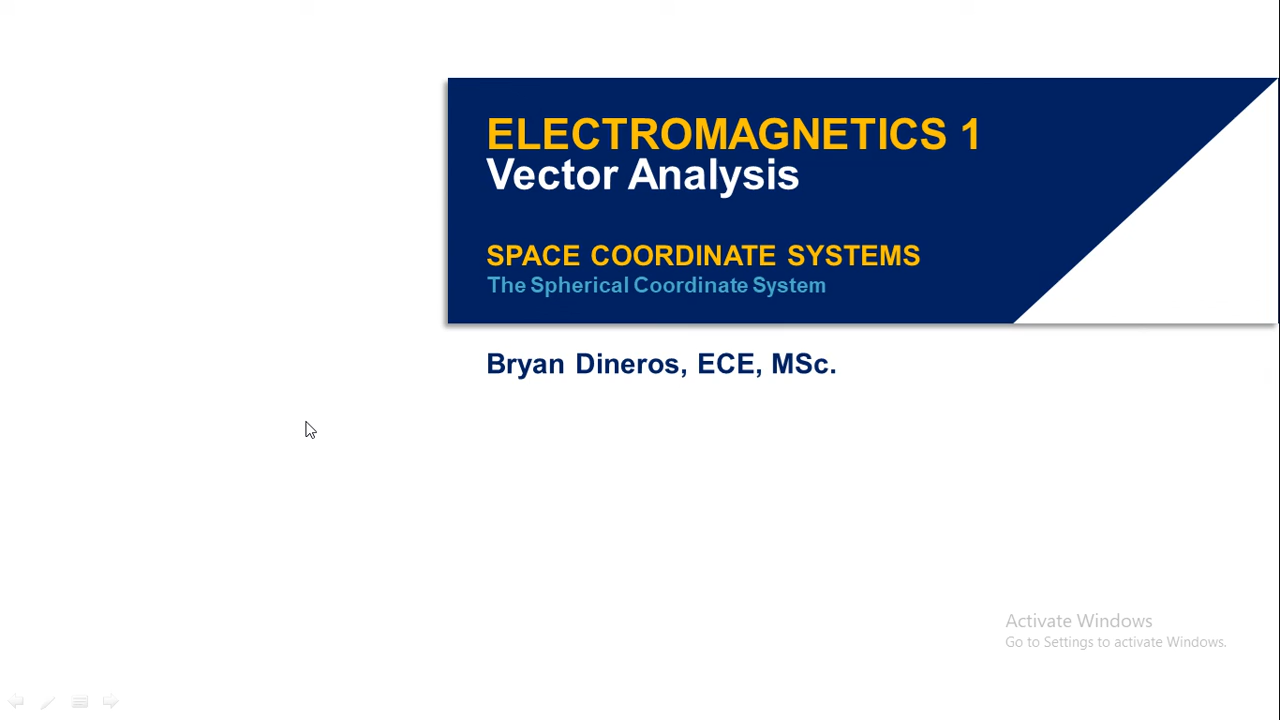 ELECTROMAGNETICS 1
Vector Analysis
SPACE COORDINATE SYSTEMS
The Spherical Coordinate System
Bryan Dineros, ECE, MSc.
Activate Windows
Go to Settings to activate Windows.